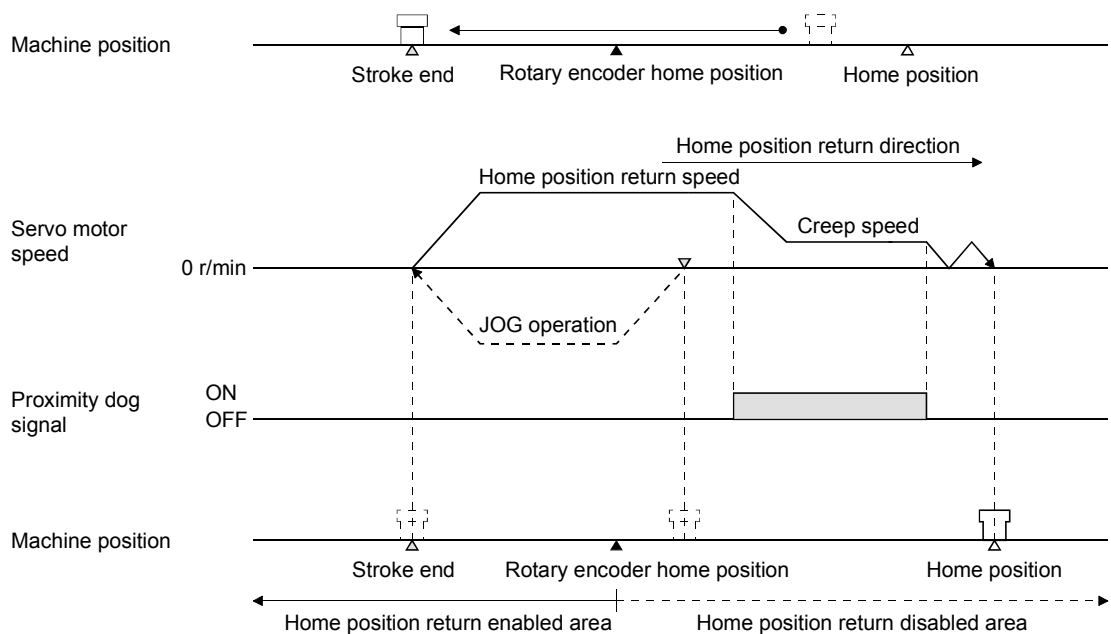 Machine position
Stroke end
Rotary encoder home position
Home position
Home position return direction
Home position return speed
Servo motor
speed
Creep speed
0 r/min
JOG operation
Proximity dog
signal
ON
OFF
Machine position
Stroke end
Rotary encoder home position
Home position
Home position return enabled area
Home position return disabled area